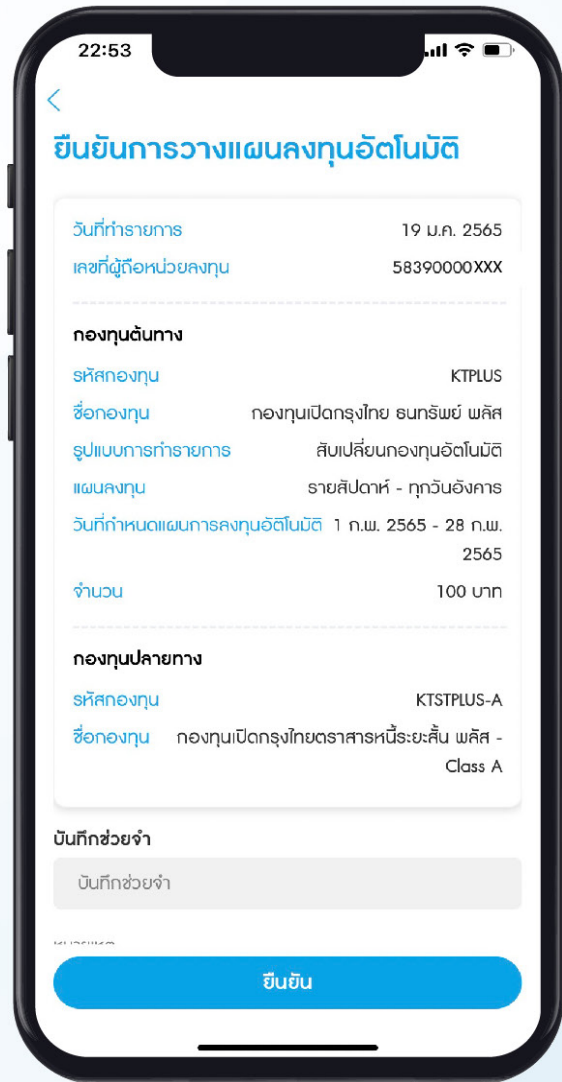 22:53
ยืนยันการวางแผนลงทุนอัตโนมัติ
วันที่ทำรายการ 19 ม.ค. 2565
เลขที่ผู้ถือหน่วยลงทุน 58390000XXX
กองทุนต้นทาง
รหัสกองทุน KTPLUS
ชื่อกองทุน กองทุนเปิดกรุงไทย ธนทรัพย์ พลัส
รูปแบบการทำรายการ สับเปลี่ยนกองทุนอัตโนมัติ
แผนลงทุน รายสัปดาห์ - ทุกวันอังคาร
วันที่กำหนดแผนการลงทุนอัติโนมัติ 1 ก.พ. 2565 - 28 ก.พ.
2565
จำนวน 100 บาท
กองทุนปลายทาง
รหัสกองทุน KTSTPLUS-A
ชื่อกองทุน กองทุนเปิดกรุงไทยตราสารหนี้ระยะสั้น พลัส -
Class A
บันทึกช่วยจำ
บันทึกช่วยจำ
ยืนยัน